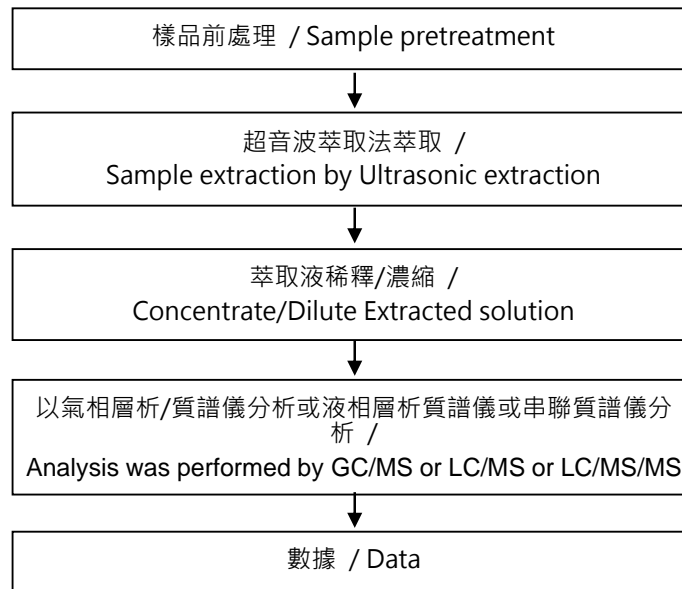 樣品前處理 / Sample pretreatment
超音波萃取法萃取 /
Sample extraction by Ultrasonic extraction
萃取液稀釋/濃縮 /
Concentrate/Dilute Extracted solution
以氣相層析/質譜儀分析或液相層析質譜儀或串聯質譜儀分
析 /
Analysis was performed by GC/MS or LC/MS or LC/MS/MS
數據 / Data